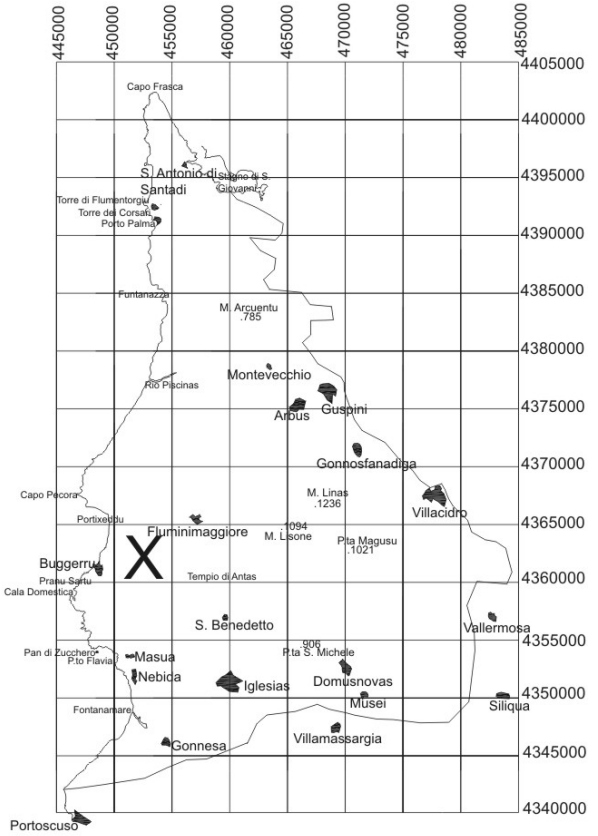 445000
450000
455000
460000
465000
470000
475000
480000
485000
4405000
Capo Frasca
4400000
4395000
S. Antonio di
Santadi
Stagno di S.
Giovanni
Torre di Flumentorgiu
Torre dei Corsari
Porto Palma
4390000
4385000
Funtanazza
M. Arcuentu
.785
4380000
Montevecchio
Rio Piscinas
4375000
Guspini
Arbus
4370000
Gonnosfanadiga
Capo Pecora
M. Linas
.1236
Villacidro
4365000
Portixeddu
Fluminimaggiore
.1094
M. Lisone
P.ta Magusu
.1021
X
Buggerru
4360000
Pranu Sartu
Cala Domestica
Tempio di Antas
S. Benedetto
Vallermosa
4355000
.906
P.ta S. Michele
Pan di Zucchero
P.to Flavia
Masua
Nebida
Iglesias
Domusnovas
4350000
Musei
Siliqua
Fontanamare
Villamassargia
Gonnesa
4345000
4340000
Portoscuso